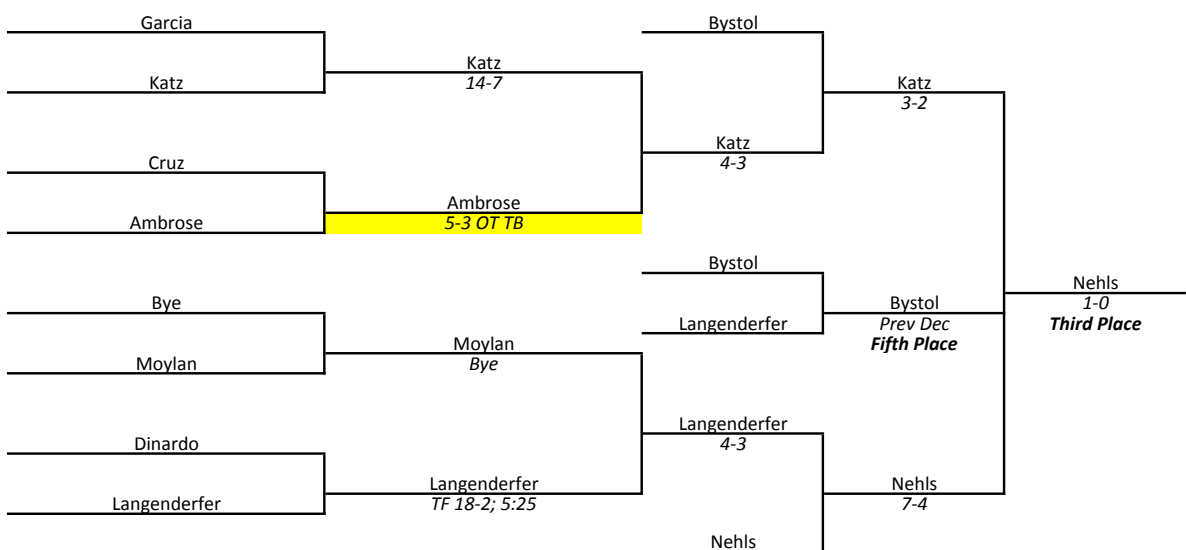 Garcia
Bystol
Katz
14-7
Katz
Katz
3-2
Katz
4-3
Cruz
Ambrose
5-3 OT TB
Ambrose
Bystol
Nehls
1-0
Third Place
Bye
Bystol
Prev Dec
Fifth Place
Langenderfer
Moylan
Bye
Moylan
Langenderfer
4-3
Dinardo
Langenderfer
TF 18-2; 5:25
Nehls
7-4
Langenderfer
Nehls